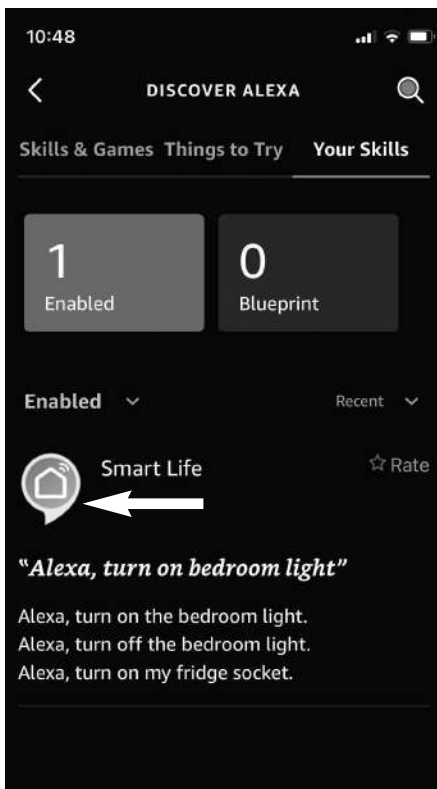 10:48
DISCOVER ALEXA
Skills & Games Things to Try Your Skills
1
Enabled
0
Blueprint
Enabled Recent
Smart Life Rate
“Alexa, turn on bedroom light”
Alexa, turn on the bedroom light.
Alexa, turn off the bedroom light.
Alexa, turn on my fridge socket.